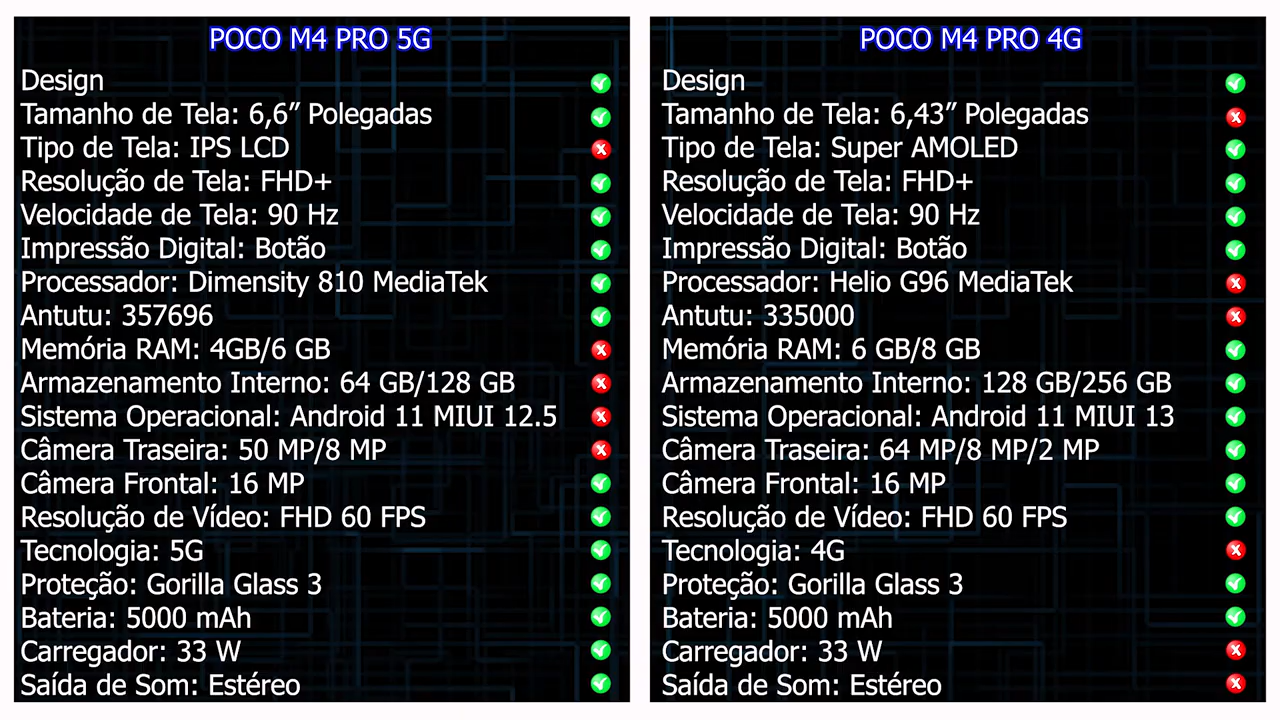 POCO M4 PRO 5G
Design
Tamanho de Tela: 6,6” Polegadas
Tipo de Tela: IPS LCD
Resolução de Tela: FHD+
Velocidade de Tela: 90 Hz
Impressão Digital: Botão
Processador: Dimensity 810 MediaTek
Antutu: 357696
Memória RAM: 4GB/6 GB
Armazenamento Interno: 64 GB/128 GB
Sistema Operacional: Android 11 MIUI 12.5
Câmera Traseira: 50 MP/8 MP
Câmera Frontal: 16 MP
Resolução de Vídeo: FHD 60 FPS
Tecnologia: 5G
Proteção: Gorilla Glass 3
Bateria: 5000 mAh
Carregador: 33 W
Saída de Som: Estéreo
POCO M4 PRO 4G
Design
Tamanho de Tela: 6,43” Polegadas
Tipo de Tela: Super AMOLED
Resolução de Tela: FHD+
Velocidade de Tela: 90 Hz
Impressão Digital: Botão
Processador: Helio G96 MediaTek
Antutu: 335000
Memória RAM: 6 GB/8 GB
Armazenamento Interno: 128 GB/256 GB
Sistema Operacional: Android 11 MIUI 13
Câmera Traseira: 64 MP/8 MP/2 MP
Câmera Frontal: 16 MP
Resolução de Vídeo: FHD 60 FPS
Tecnologia: 4G
Proteção: Gorilla Glass 3
Bateria: 5000 mAh
Carregador: 33 W
Saída de Som: Estéreo